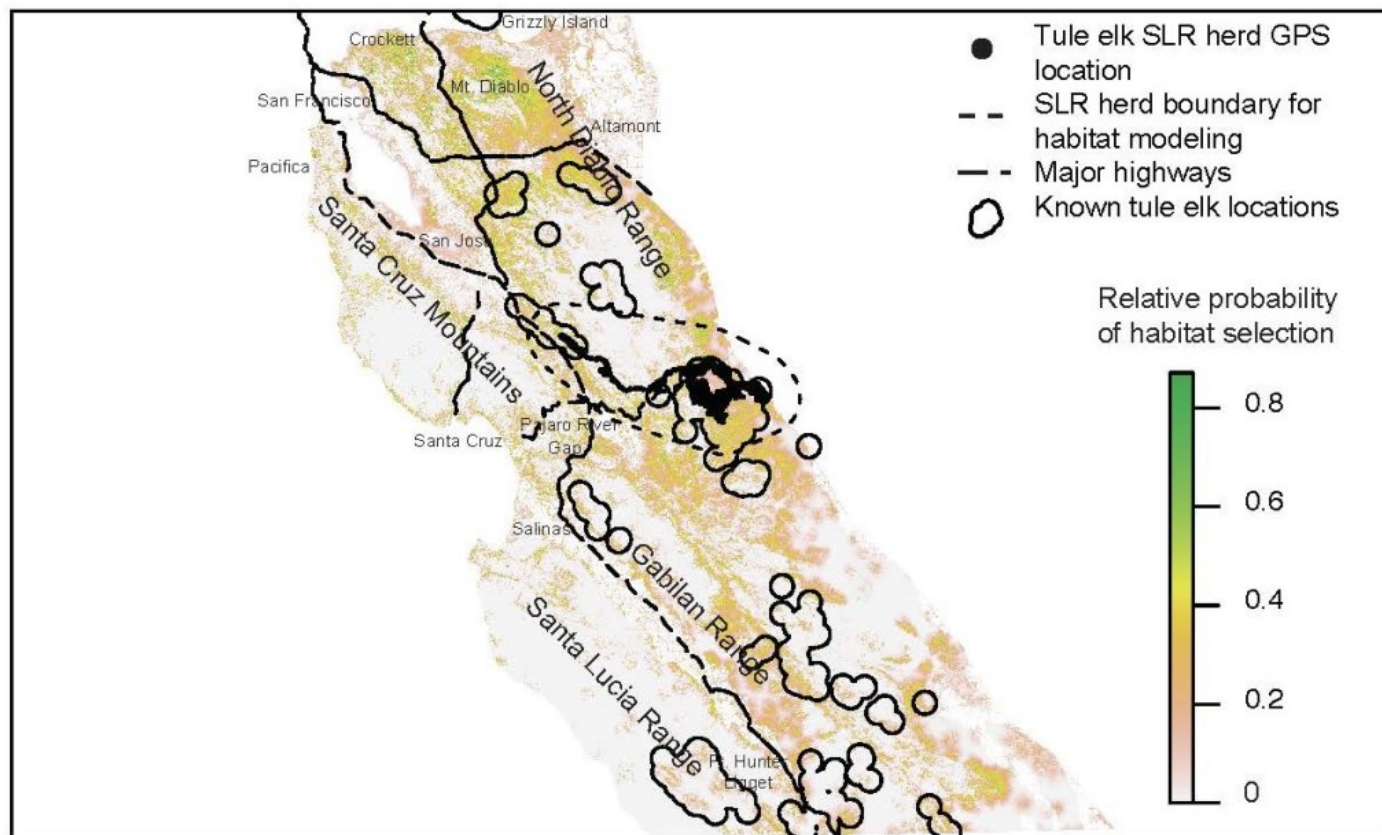 Grizzly Island
Crockett
Mt. Diablo
North Diablo Range
San Francisco
Altamont
Pacifica
San Jose
Santa Cruz Mountains
Santa Cruz
Pajaro River
Gap
Salinas
Gabilan Range
Santa Lucia Range
Ft. Hunter
Liggett
Tule elk SLR herd GPS
location
SLR herd boundary for
habitat modeling
Major highways
Known tule elk locations
Relative probability
of habitat selection
0.8
0.6
0.4
0.2
0